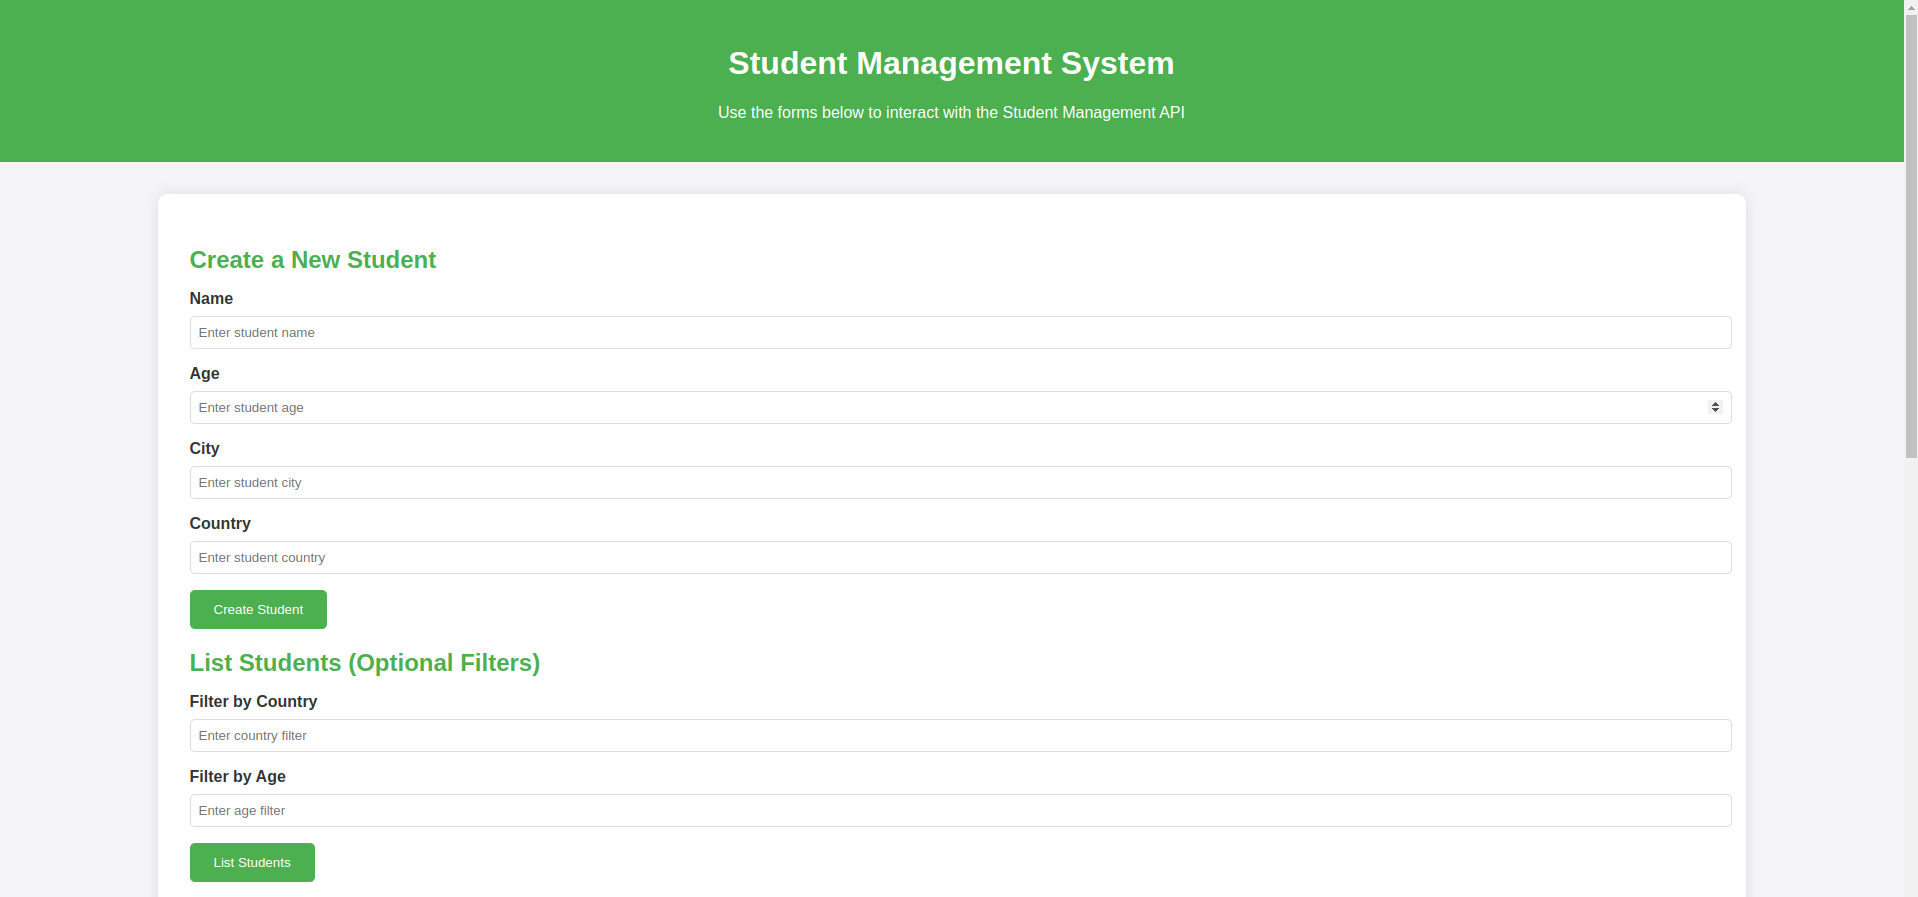 Student Management System
Use the forms below to interact with the Student Management API
Create a New Student
Name
Enter student name
Age
Enter student age
City
Enter student city
Country
Enter student country
Create Student
List Students (Optional Filters)
Filter by Country
Enter country filter
Filter by Age
Enter age filter
List Students